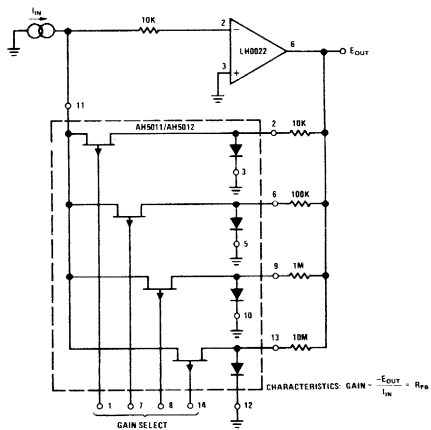 I_IN
10K
2
LH0022
6
E_OUT
3
11
AH5011/AH5012
2
10K
3
6
100K
5
9
1M
10
13
10M
CHARACTERISTICS: GAIN - -E_OUT / I_IN = R_FB
1
7
8
14
12
GAIN SELECT